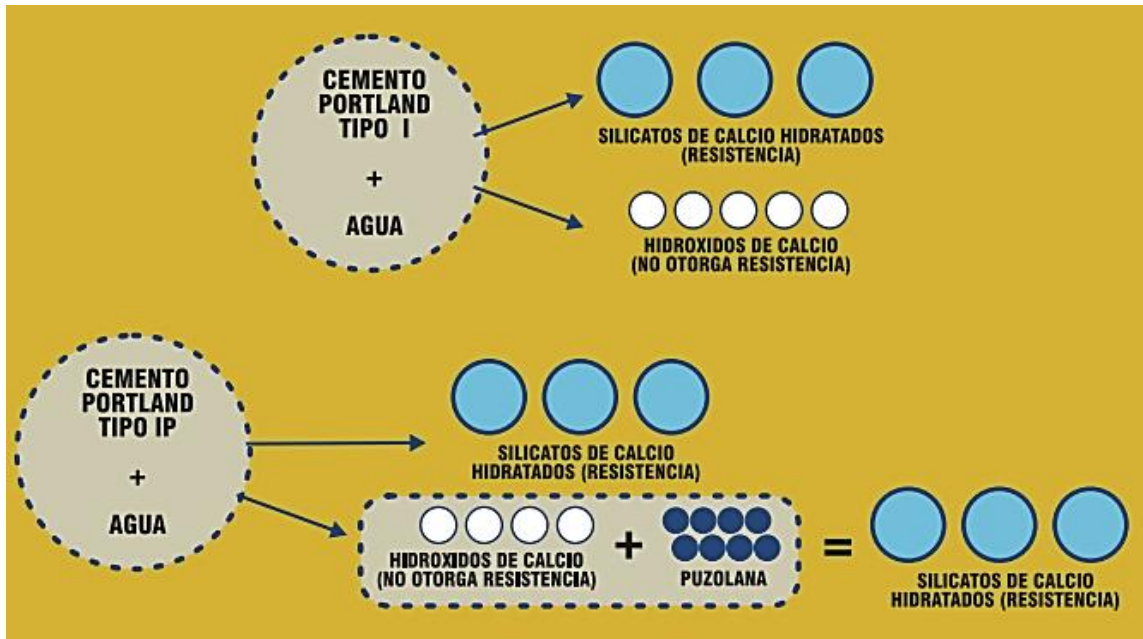 CEMENTO
PORTLAND
TIPO I
+
AGUA
SILICATOS DE CALCIO HIDRATADOS
(RESISTENCIA)
HIDROXIDOS DE CALCIO
(NO OTORGA RESISTENCIA)
CEMENTO
PORTLAND
TIPO IP
+
AGUA
SILICATOS DE CALCIO
HIDRATADOS (RESISTENCIA)
HIDROXIDOS DE CALCIO
(NO OTORGA RESISTENCIA)
+
PUZOLANA
=
SILICATOS DE CALCIO
HIDRATADOS (RESISTENCIA)